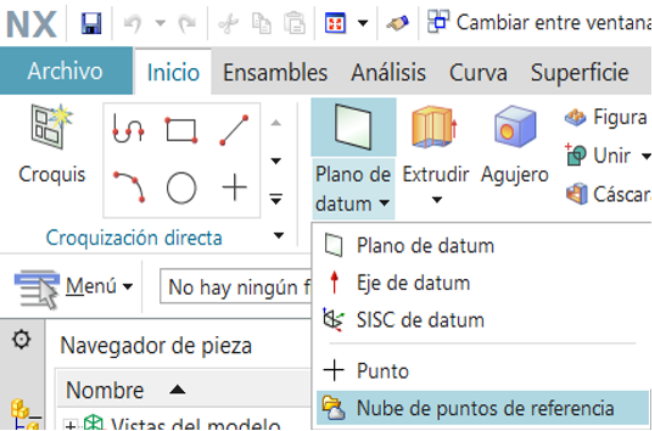 NX Cambiar entre ventana
Archivo Inicio Ensambles Análisis Curva Superficie
Croquis
Plano de datum
Extrudir Agujero
Figura
Unir
Cáscar
Croquización directa
Plano de datum
Eje de datum
SISC de datum
Menú
No hay ningún f
Navegador de pieza
Punto
Nombre
Nube de puntos de referencia
Vistas del modelo